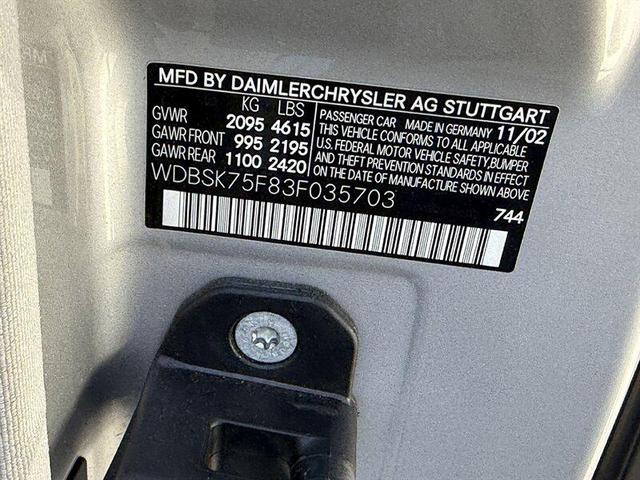 MFD BY DAIMLERCHRYSLER AG STUTTGART
KG LBS
GVWR 2095 4615
GAWR FRONT 995 2195
GAWR REAR 1100 2420
PASSENGER CAR MADE IN GERMANY 11/02
THIS VEHICLE CONFORMS TO ALL APPLICABLE
U.S. FEDERAL MOTOR VEHICLE SAFETY,BUMPER
AND THEFT PREVENTION STANDARDS IN EFFECT
ON THE DATE OF MANUFACTURE SHOWN ABOVE
WDBSK75F83F035703
744